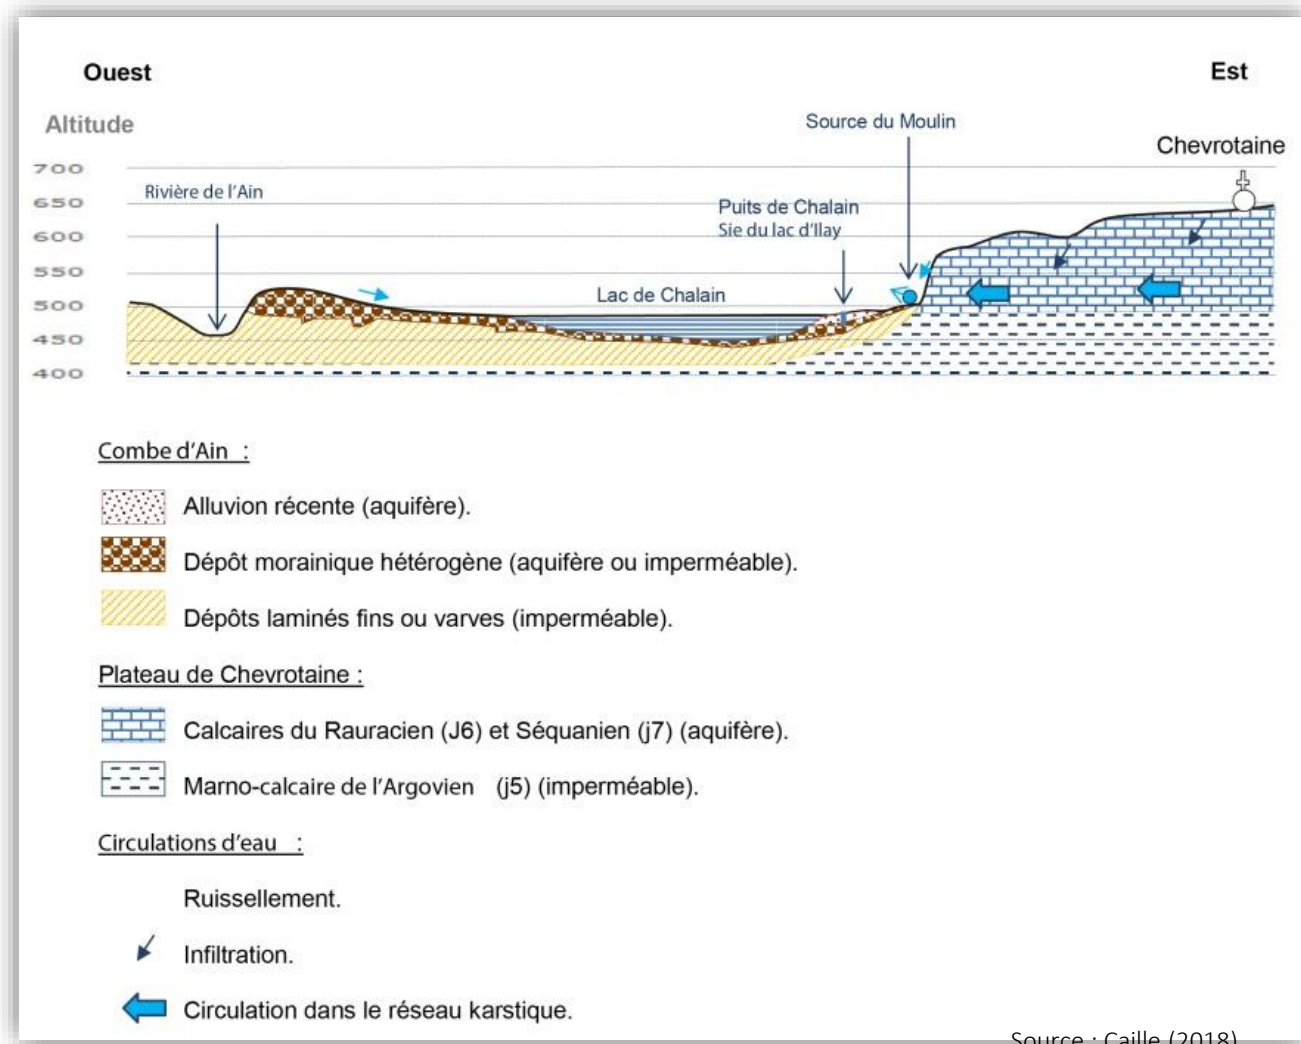 Ouest
Est
Altitude
Source du Moulin
Chevrotaine
700
Rivière de l'Ain
650
Puits de Chalain
600
Sie du lac d'Ilay
550
Lac de Chalain
500
450
400
Combe d'Ain :
Alluvion récente (aquifère).
Dépôt morainique hétérogène (aquifère ou imperméable).
Dépôts laminés fins ou varves (imperméable).
Plateau de Chevrotaine :
Calcaires du Rauracien (J6) et Séquanien (j7) (aquifère).
Marno-calcaire de l'Argovien (j5) (imperméable).
Circulations d'eau :
Ruissellement.
Infiltration.
Circulation dans le réseau karstique.
Source : Caille (2018)